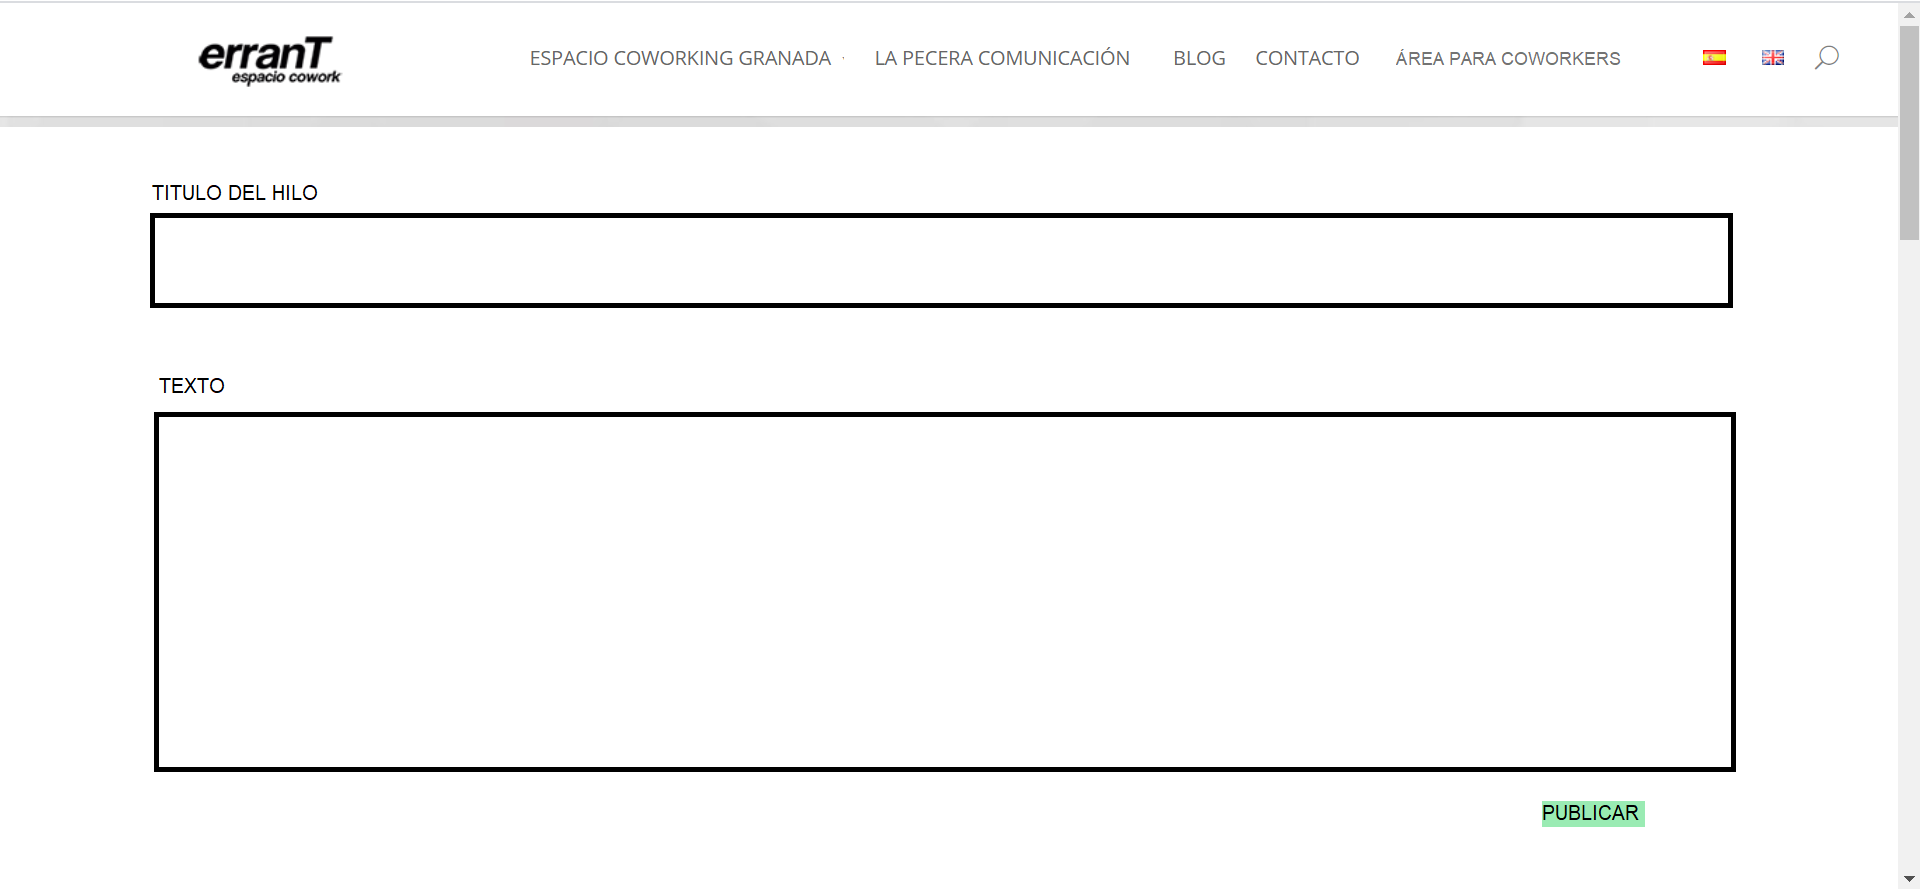 erranT
espacio cowork
ESPACIO COWORKING GRANADA LA PECERA COMUNICACIÓN BLOG CONTACTO ÁREA PARA COWORKERS
TITULO DEL HILO
TEXTO
PUBLICAR